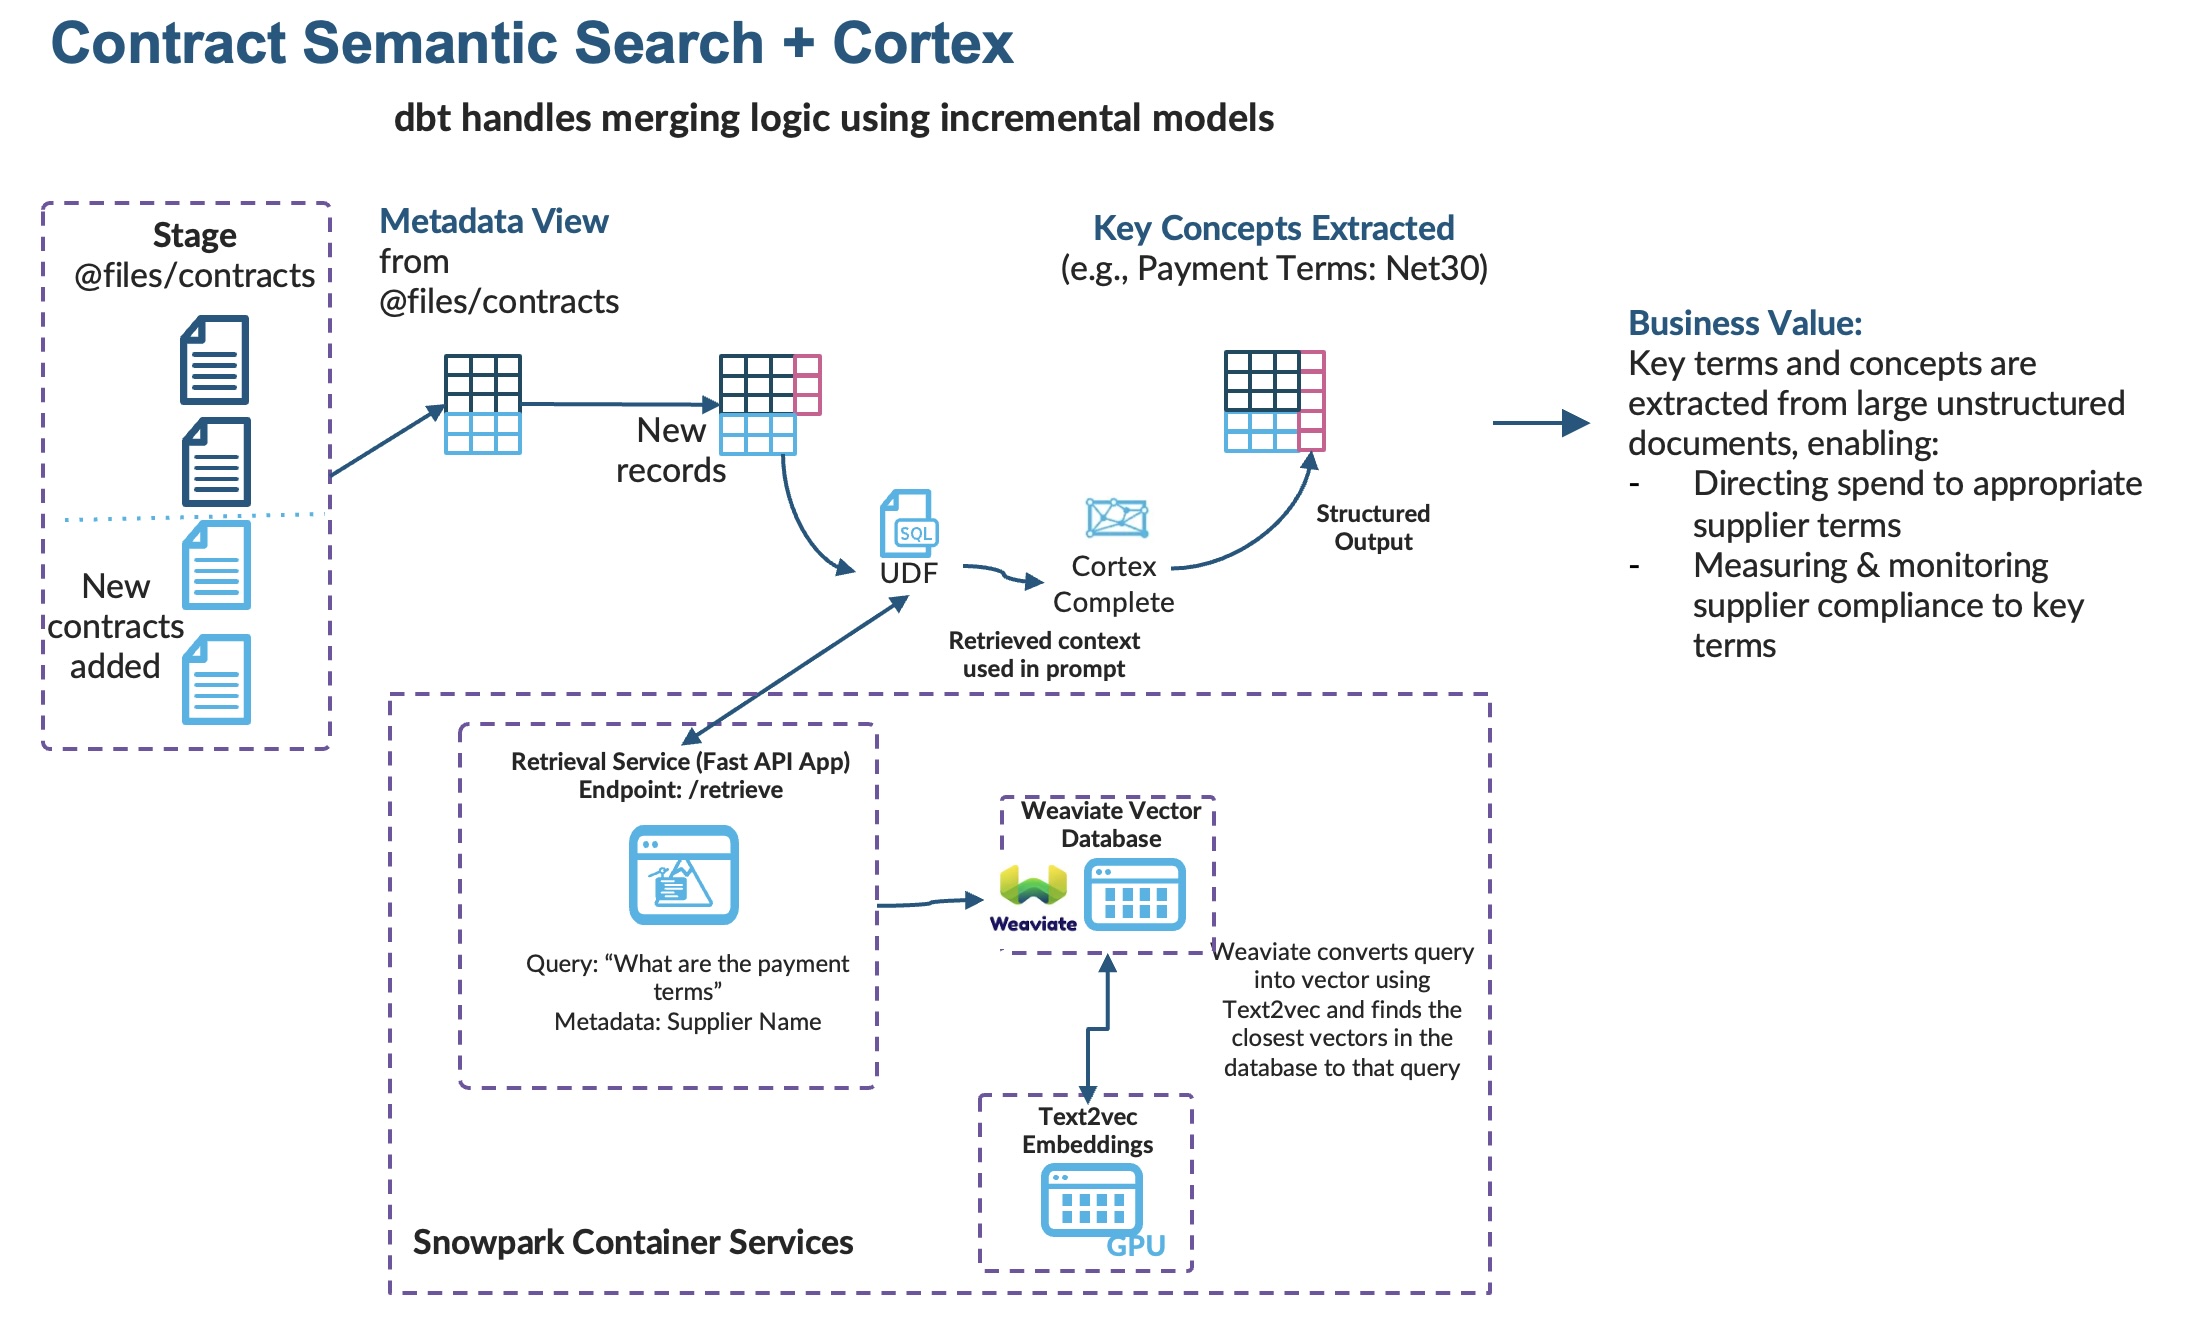 Contract Semantic Search + Cortex
dbt handles merging logic using incremental models
Stage
@files/contracts
New
contracts
added
Metadata View
from
@files/contracts
New
records
Key Concepts Extracted
(e.g., Payment Terms: Net30)
SQL
UDF
Cortex
Complete
Structured
Output
Retrieved context
used in prompt
Business Value:
Key terms and concepts are
extracted from large unstructured
documents, enabling:
- Directing spend to appropriate
supplier terms
- Measuring & monitoring
supplier compliance to key
terms
Retrieval Service (Fast API App)
Endpoint: /retrieve
Query: “What are the payment
terms”
Metadata: Supplier Name
Weaviate Vector
Database
Weaviate
Weaviate converts query
into vector using
Text2vec and finds the
closest vectors in the
database to that query
Text2vec
Embeddings
GPU
Snowpark Container Services